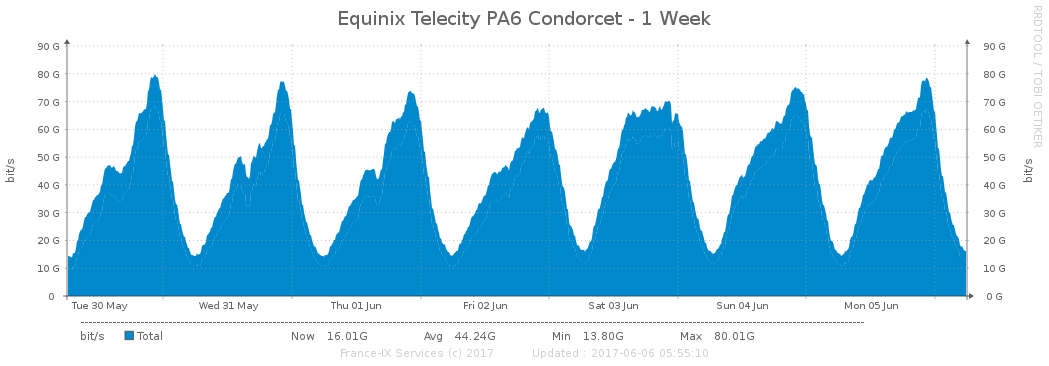 Equinix Telecity PA6 Condorcet - 1 Week
RRDTOOL / TOBI OETIKER
90 G 90 G
80 G 80 G
70 G 70 G
60 G 60 G
50 G 50 G
40 G 40 G
30 G 30 G
20 G 20 G
10 G 10 G
0 0 G
bit/s bit/s
Tue 30 May Wed 31 May Thu 01 Jun Fri 02 Jun Sat 03 Jun Sun 04 Jun Mon 05 Jun
bit/s Total Now 16.01G Avg 44.24G Min 13.80G Max 80.01G
France-IX Services (c) 2017 Updated : 2017-06-06 05:55:10